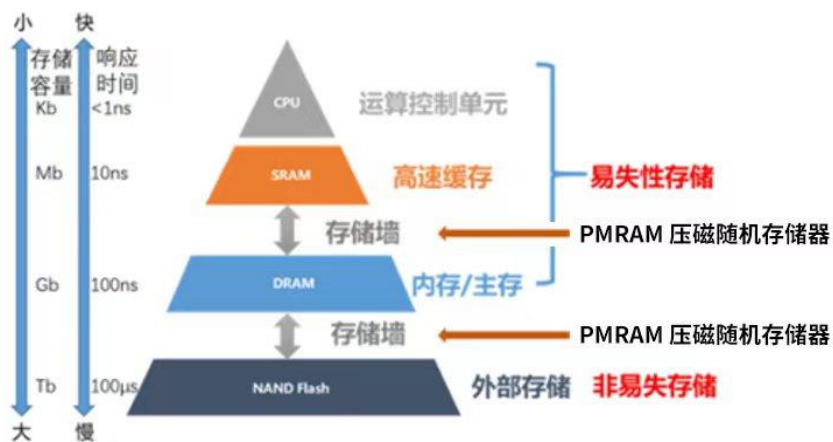 小 快
存储容量
响应时间
Kb <1ns
CPU
运算控制单元
Mb 10ns
SRAM
高速缓存
易失性存储
存储墙
PMRAM 压磁随机存储器
Gb 100ns
DRAM
内存/主存
存储墙
PMRAM 压磁随机存储器
Tb 100μs
NAND Flash
外部存储 非易失存储
大 慢